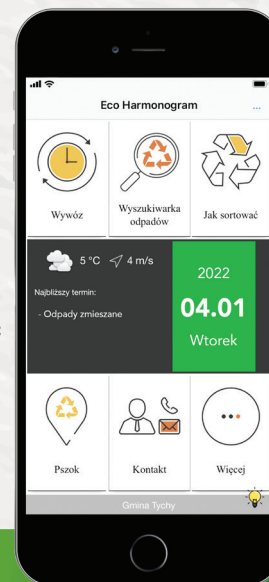 Eco Harmonogram
...
Wywóz
Wyszukiwarka
odpadów
Jak sortować
5 °C
4 m/s
Najbliższy termin:
- Odpady zmieszane
2022
04.01
Wtorek
Pszok
Kontakt
Więcej
Gmina Tychy